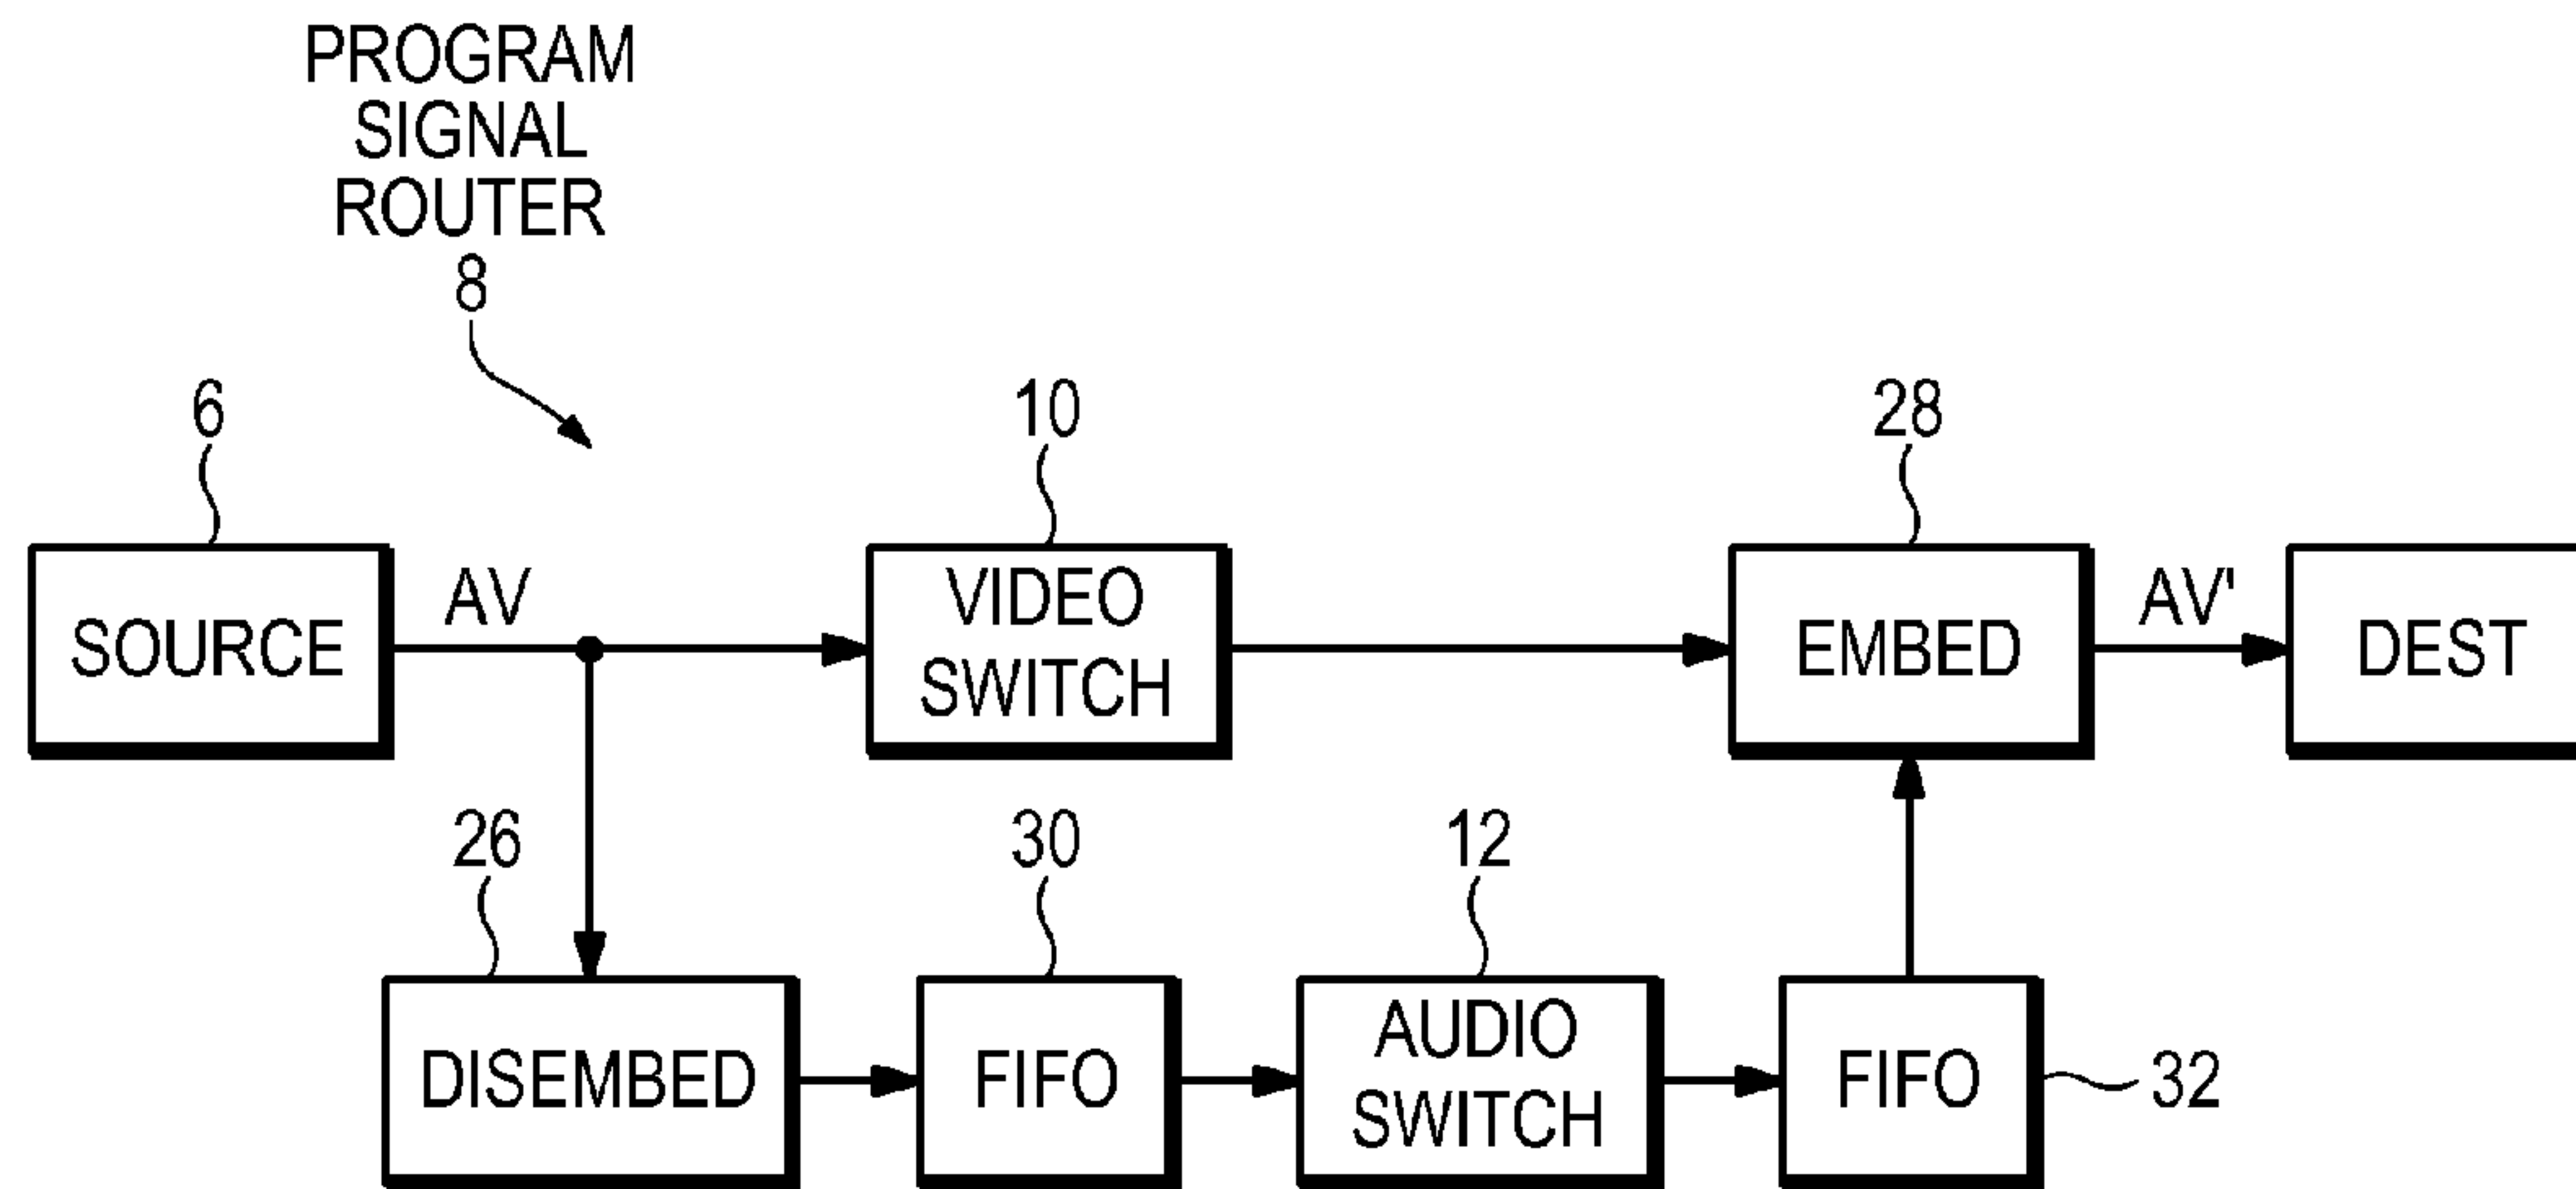 PROGRAM
SIGNAL
ROUTER
8
6
10
28
SOURCE
AV
VIDEO
SWITCH
EMBED
AV'
DEST
26
30
12
DISEMBED
FIFO
AUDIO
SWITCH
FIFO
32